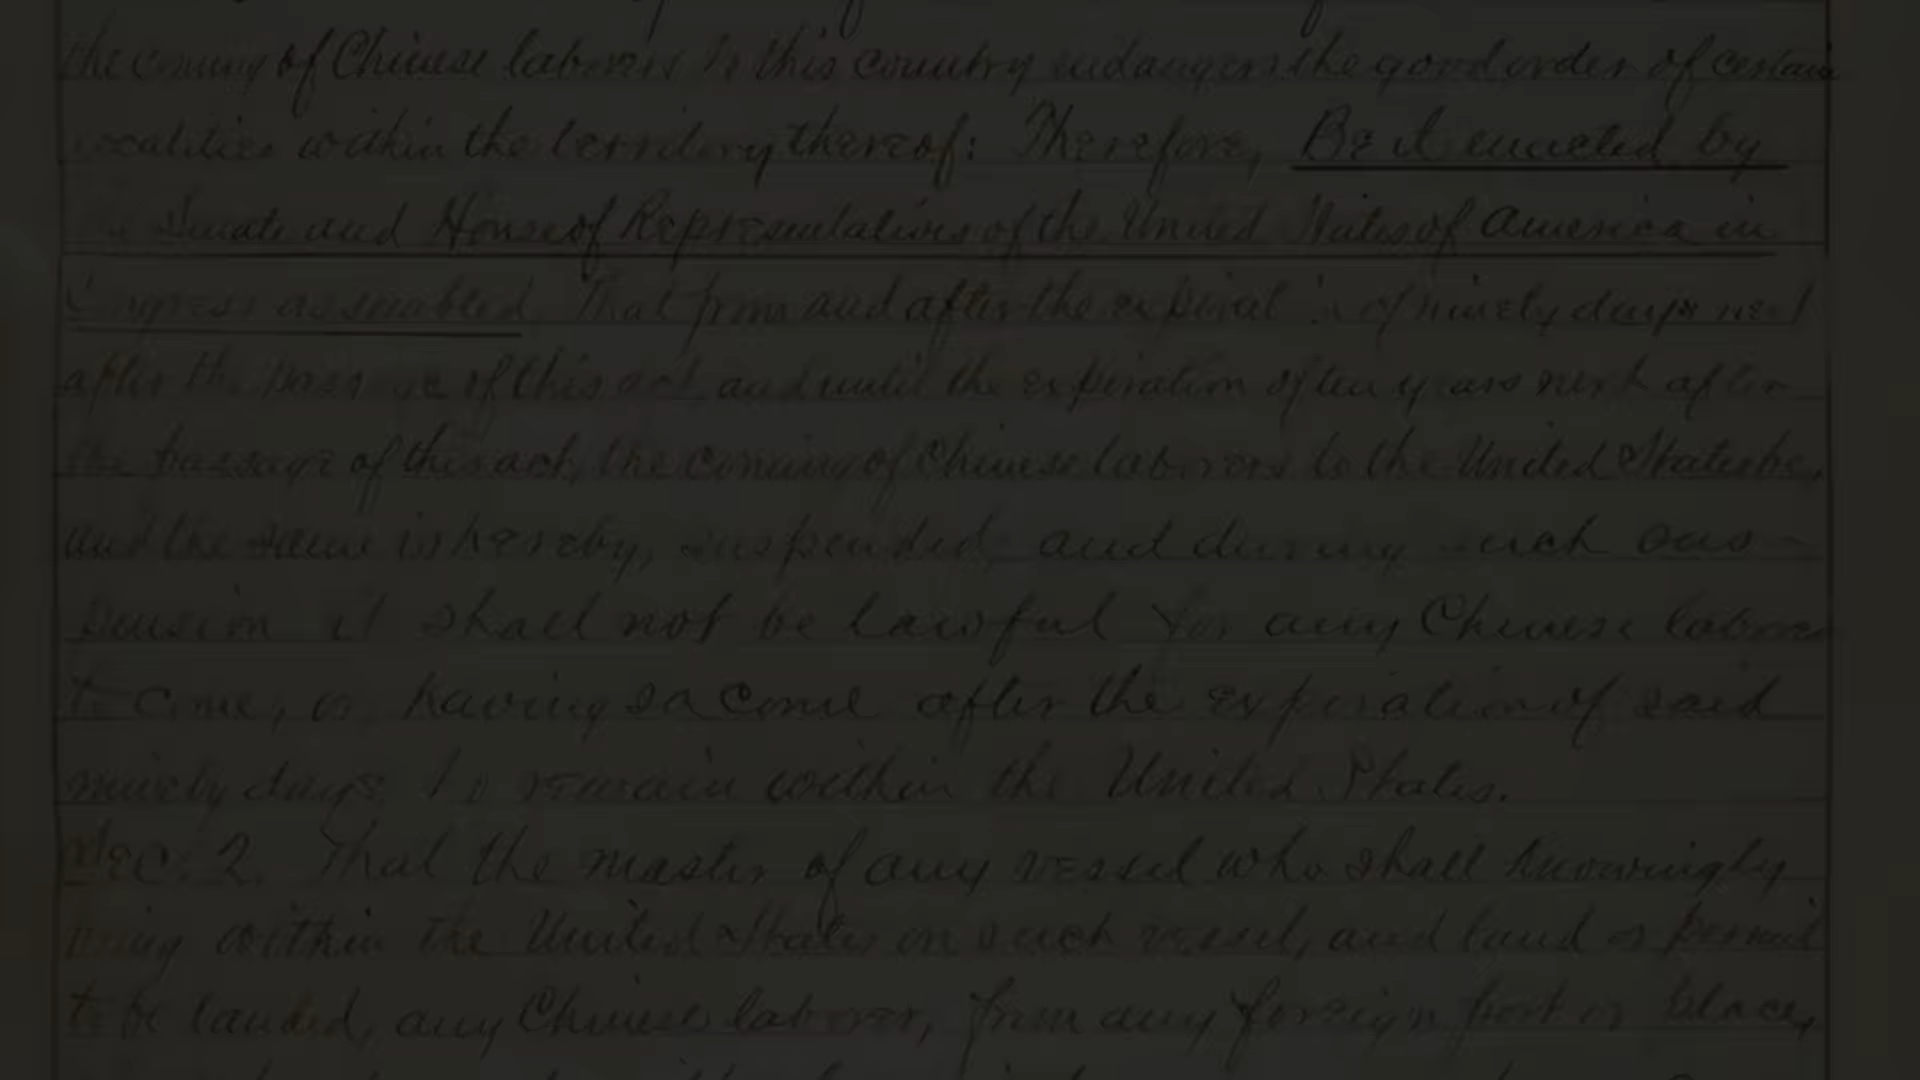 the coming of Chinese laborers to this country endangers the good order of certain
localities within the territory thereof: Therefore, Be it enacted by
the Senate and House of Representatives of the United States of America in
Congress assembled, That from and after the expiration of ninety days next
after the passage of this act, and until the expiration of ten years next after
the passage of this act, the coming of Chinese laborers to the United States be,
and the same is hereby, suspended; and during such sus-
pension it shall not be lawful for any Chinese laborer
to come, or having so come after the expiration of said
ninety days to remain within the United States.
Sec. 2. That the master of any vessel who shall knowingly
bring within the United States on such vessel, and land or permit
to be landed, any Chinese laborer, from any foreign port or place,